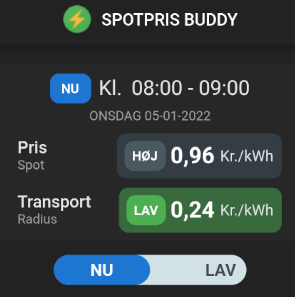 SPOTPRIS BUDDY
NU Kl. 08:00 - 09:00
ONSDAG 05-01-2022
Pris HØJ 0,96 Kr./kWh
Spot
Transport LAV 0,24 Kr./kWh
Radius
NU LAV